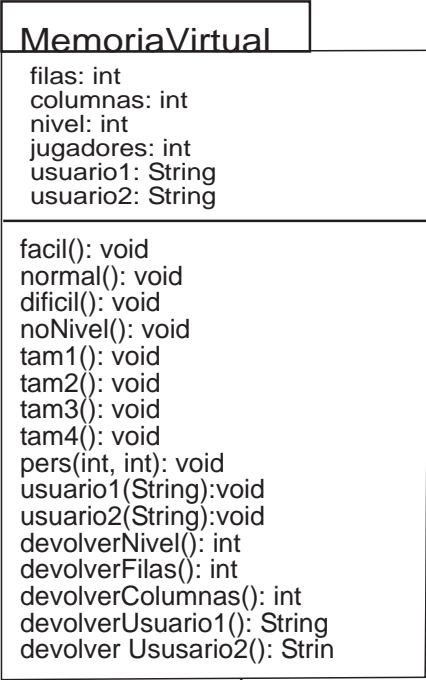 MemoriaVirtual
filas: int
columnas: int
nivel: int
jugadores: int
usuario1: String
usuario2: String
facil(): void
normal(): void
dificil(): void
noNivel(): void
tam1(): void
tam2(): void
tam3(): void
tam4(): void
pers(int, int): void
usuario1(String):void
usuario2(String):void
devolverNivel(): int
devolverFilas(): int
devolverColumnas(): int
devolverUsuario1(): String
devolver Ususario2(): Strin